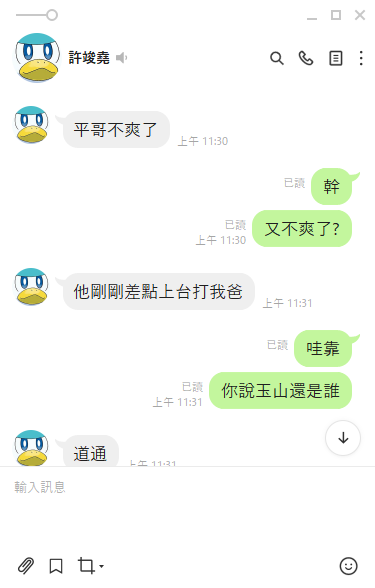 許竣堯
平哥不爽了
上午 11:30
已讀
幹
已讀
上午 11:30
又不爽了?
他剛剛差點上台打我爸
上午 11:31
已讀
哇靠
已讀
上午 11:31
你說玉山還是誰
道通
上午 11:31
輸入訊息